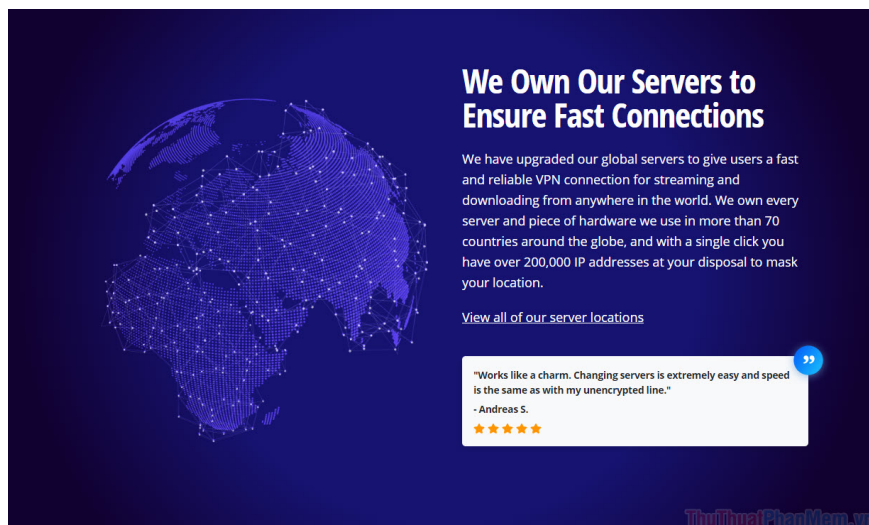 We Own Our Servers to
Ensure Fast Connections
We have upgraded our global servers to give users a fast
and reliable VPN connection for streaming and
downloading from anywhere in the world. We own every
server and piece of hardware we use in more than 70
countries around the globe, and with a single click you
have over 200,000 IP addresses at your disposal to mask
your location.
View all of our server locations
"Works like a charm. Changing servers is extremely easy and speed
is the same as with my unencrypted line."
- Andreas S.
ThuThuatPhanMem.vn